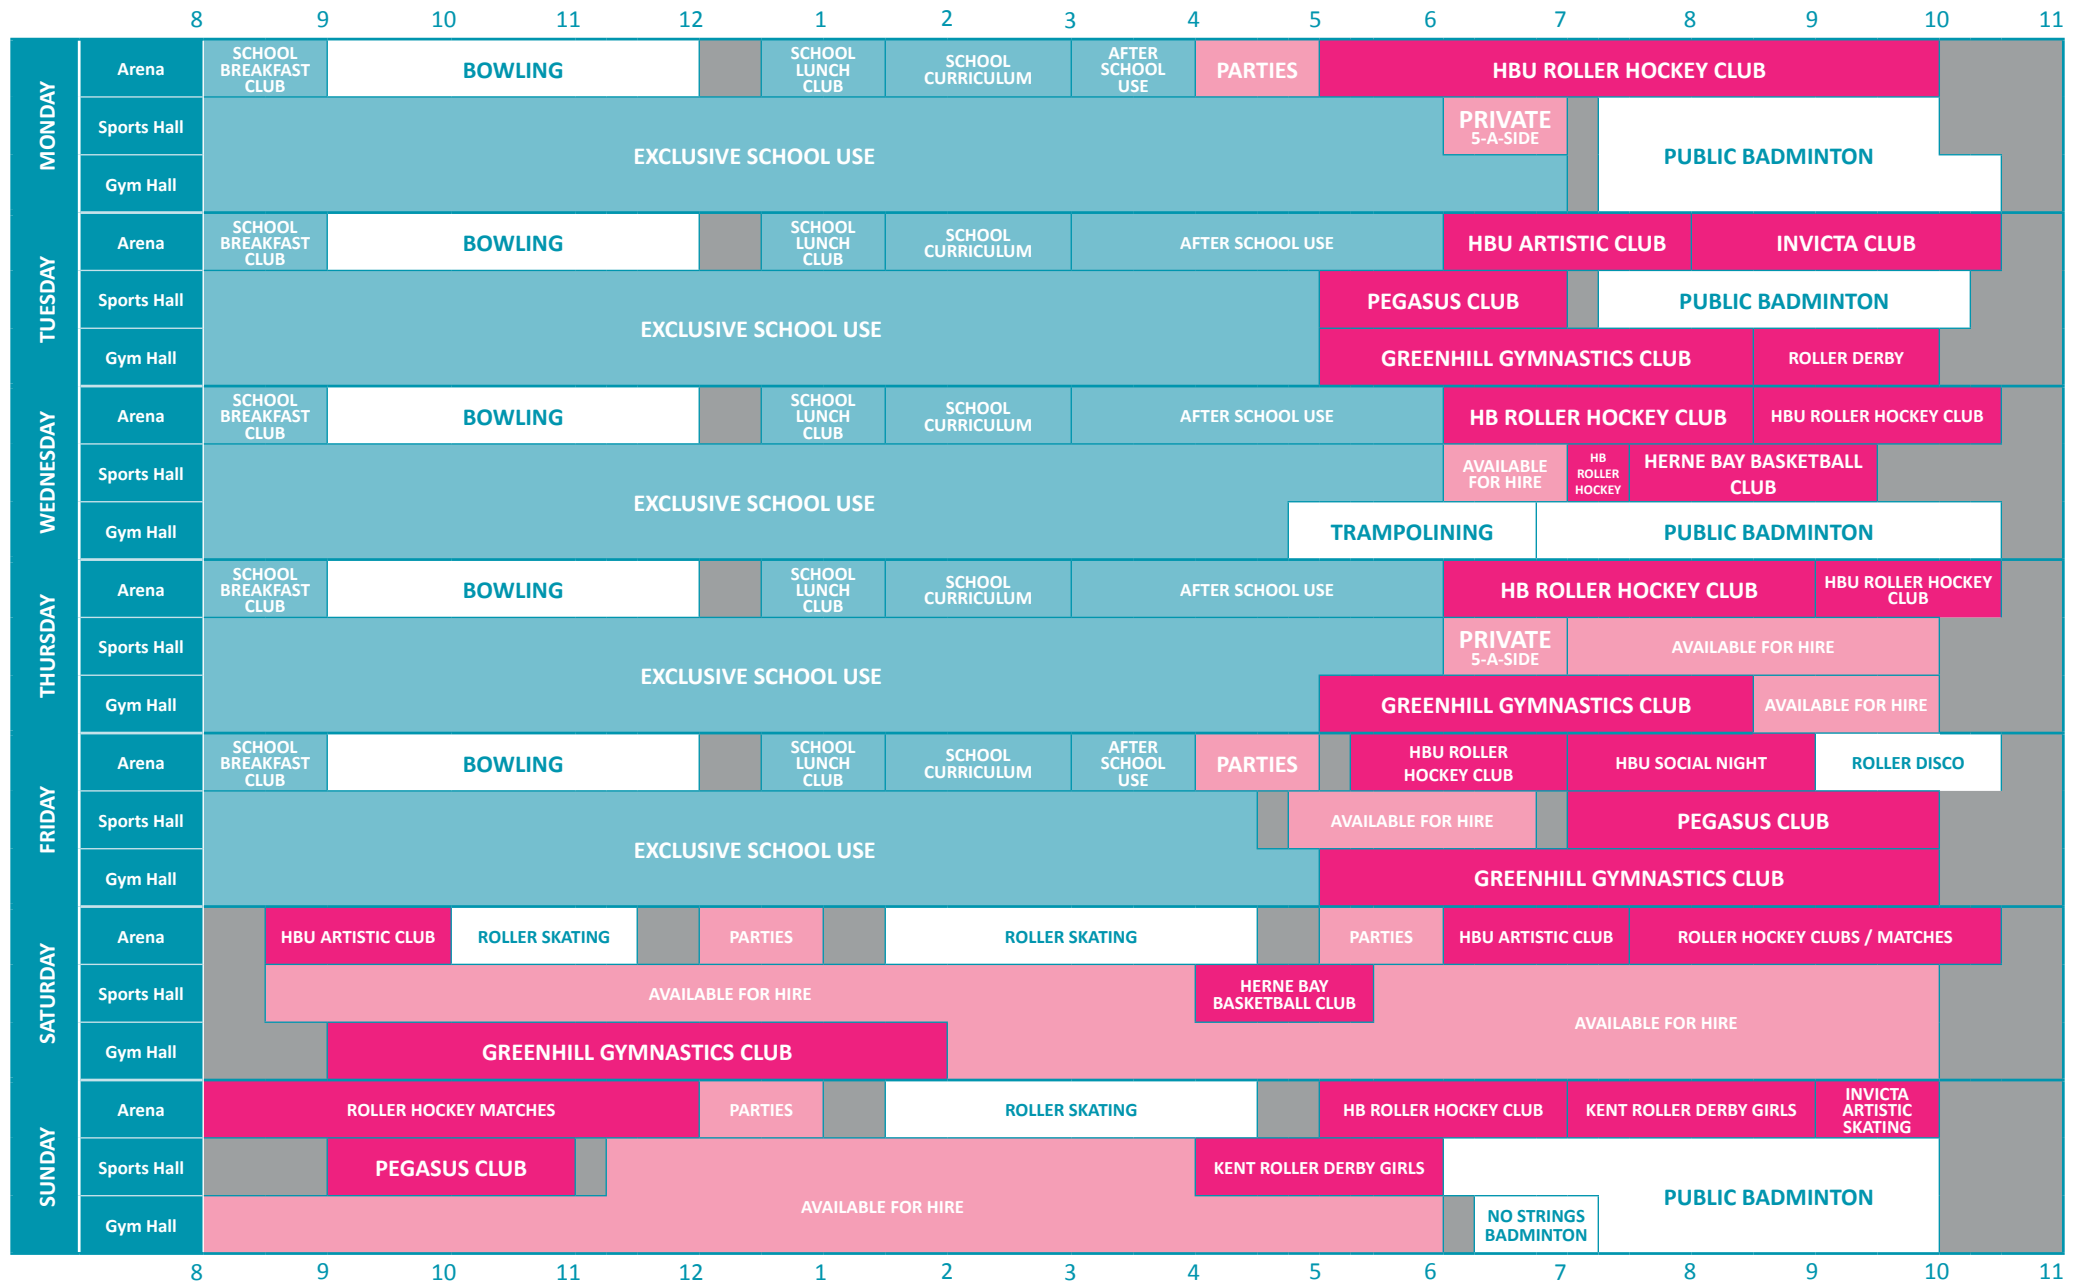 8 9 10 11 12 1 2 3 4 5 6 7 8 9 10 11
MONDAY
Arena
SCHOOL
BREAKFAST
CLUB
BOWLING
SCHOOL
LUNCH
CLUB
SCHOOL
CURRICULUM
AFTER
SCHOOL
USE
PARTIES
HBU ROLLER HOCKEY CLUB
Sports Hall
EXCLUSIVE SCHOOL USE
PRIVATE
5-A-SIDE
PUBLIC BADMINTON
Gym Hall
TUESDAY
Arena
SCHOOL
BREAKFAST
CLUB
BOWLING
SCHOOL
LUNCH
CLUB
SCHOOL
CURRICULUM
AFTER SCHOOL USE
HBU ARTISTIC CLUB
INVICTA CLUB
Sports Hall
EXCLUSIVE SCHOOL USE
PEGASUS CLUB
PUBLIC BADMINTON
Gym Hall
GREENHILL GYMNASTICS CLUB
ROLLER DERBY
WEDNESDAY
Arena
SCHOOL
BREAKFAST
CLUB
BOWLING
SCHOOL
LUNCH
CLUB
SCHOOL
CURRICULUM
AFTER SCHOOL USE
HB ROLLER HOCKEY CLUB
HBU ROLLER HOCKEY CLUB
Sports Hall
EXCLUSIVE SCHOOL USE
AVAILABLE
FOR HIRE
HB
ROLLER
HOCKEY
HERNE BAY BASKETBALL
CLUB
Gym Hall
TRAMPOLINING
PUBLIC BADMINTON
THURSDAY
Arena
SCHOOL
BREAKFAST
CLUB
BOWLING
SCHOOL
LUNCH
CLUB
SCHOOL
CURRICULUM
AFTER SCHOOL USE
HB ROLLER HOCKEY CLUB
HBU ROLLER HOCKEY
CLUB
Sports Hall
EXCLUSIVE SCHOOL USE
PRIVATE
5-A-SIDE
AVAILABLE FOR HIRE
Gym Hall
GREENHILL GYMNASTICS CLUB
AVAILABLE FOR HIRE
FRIDAY
Arena
SCHOOL
BREAKFAST
CLUB
BOWLING
SCHOOL
LUNCH
CLUB
SCHOOL
CURRICULUM
AFTER
SCHOOL
USE
PARTIES
HBU ROLLER
HOCKEY CLUB
HBU SOCIAL NIGHT
ROLLER DISCO
Sports Hall
EXCLUSIVE SCHOOL USE
AVAILABLE FOR HIRE
PEGASUS CLUB
Gym Hall
GREENHILL GYMNASTICS CLUB
SATURDAY
Arena
HBU ARTISTIC CLUB
ROLLER SKATING
PARTIES
ROLLER SKATING
PARTIES
HBU ARTISTIC CLUB
ROLLER HOCKEY CLUBS / MATCHES
Sports Hall
AVAILABLE FOR HIRE
HERNE BAY
BASKETBALL CLUB
AVAILABLE FOR HIRE
Gym Hall
GREENHILL GYMNASTICS CLUB
SUNDAY
Arena
ROLLER HOCKEY MATCHES
PARTIES
ROLLER SKATING
HB ROLLER HOCKEY CLUB
KENT ROLLER DERBY GIRLS
INVICTA
ARTISTIC
SKATING
Sports Hall
PEGASUS CLUB
AVAILABLE FOR HIRE
KENT ROLLER DERBY GIRLS
PUBLIC BADMINTON
Gym Hall
NO STRINGS
BADMINTON
8 9 10 11 12 1 2 3 4 5 6 7 8 9 10 11